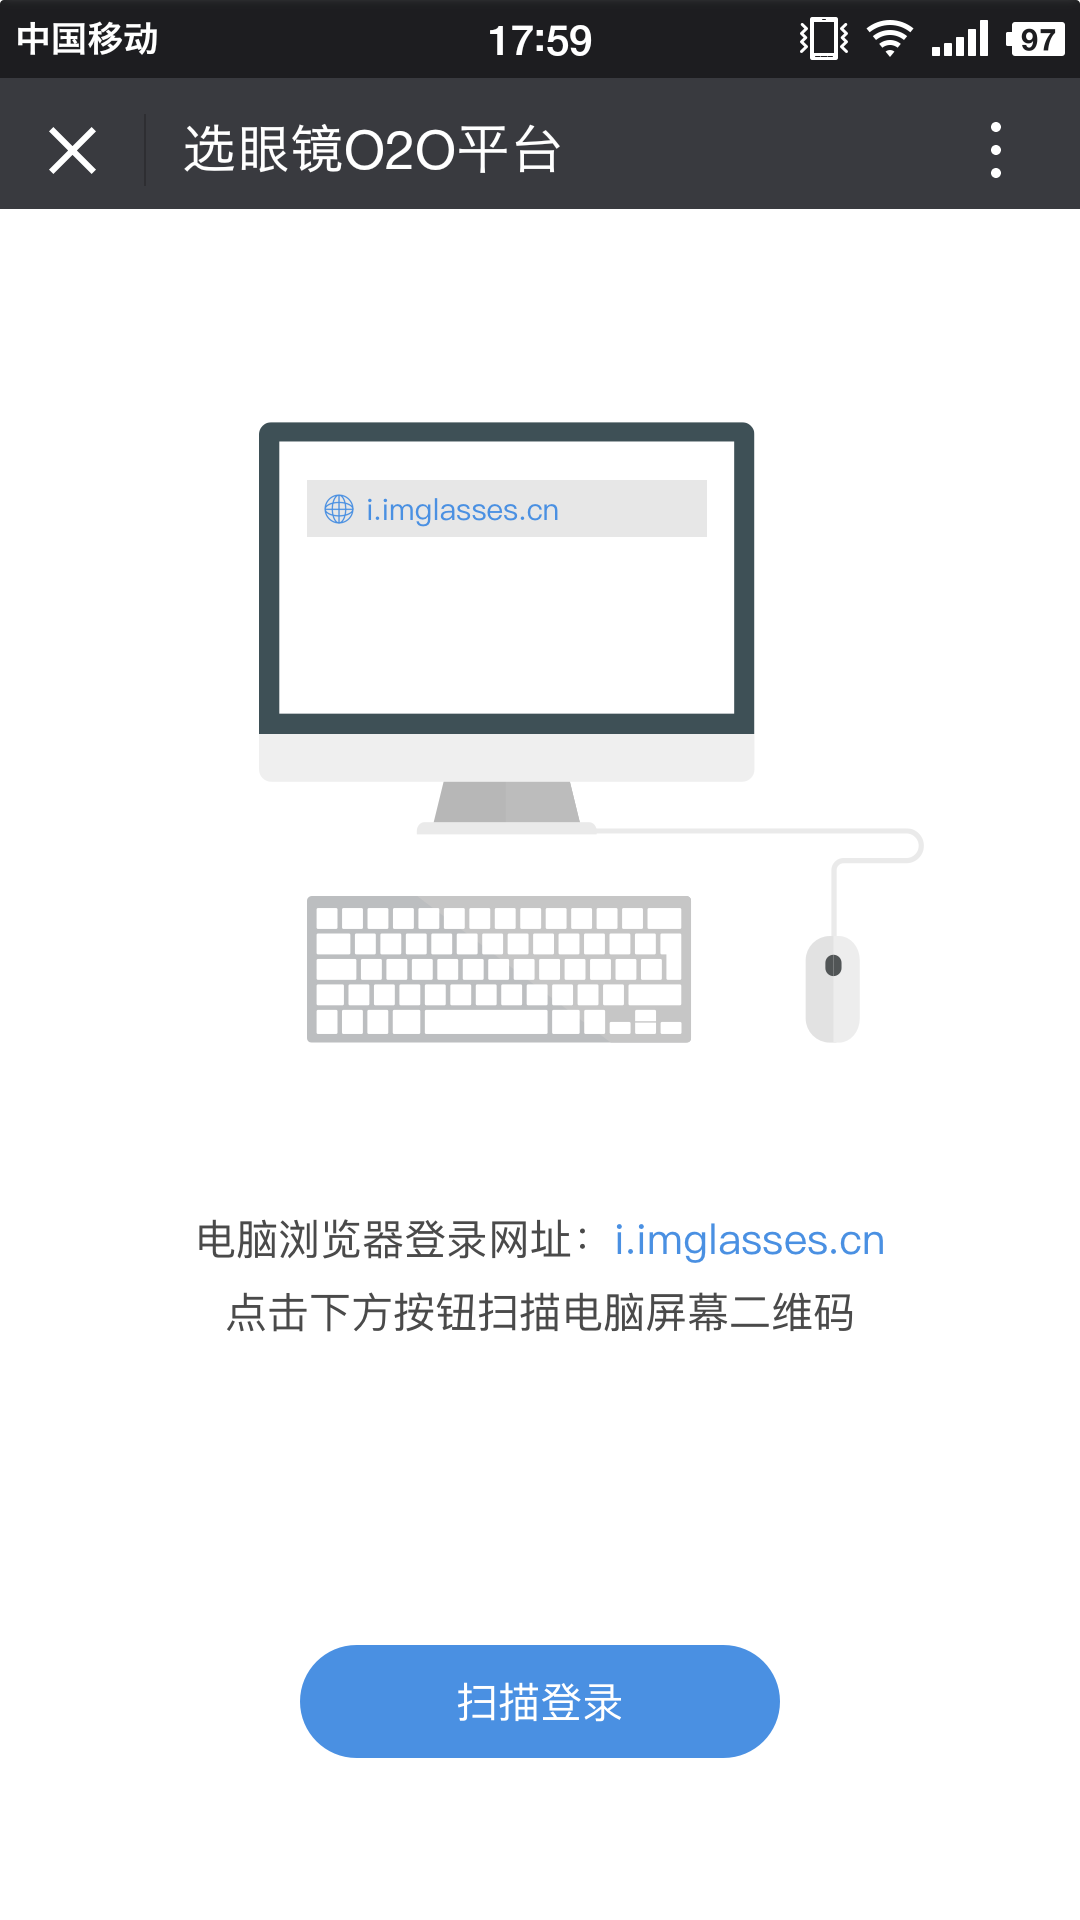 中国移动 17:59 97
选眼镜O2O平台
i.imglasses.cn
电脑浏览器登录网址：i.imglasses.cn
点击下方按钮扫描电脑屏幕二维码
扫描登录